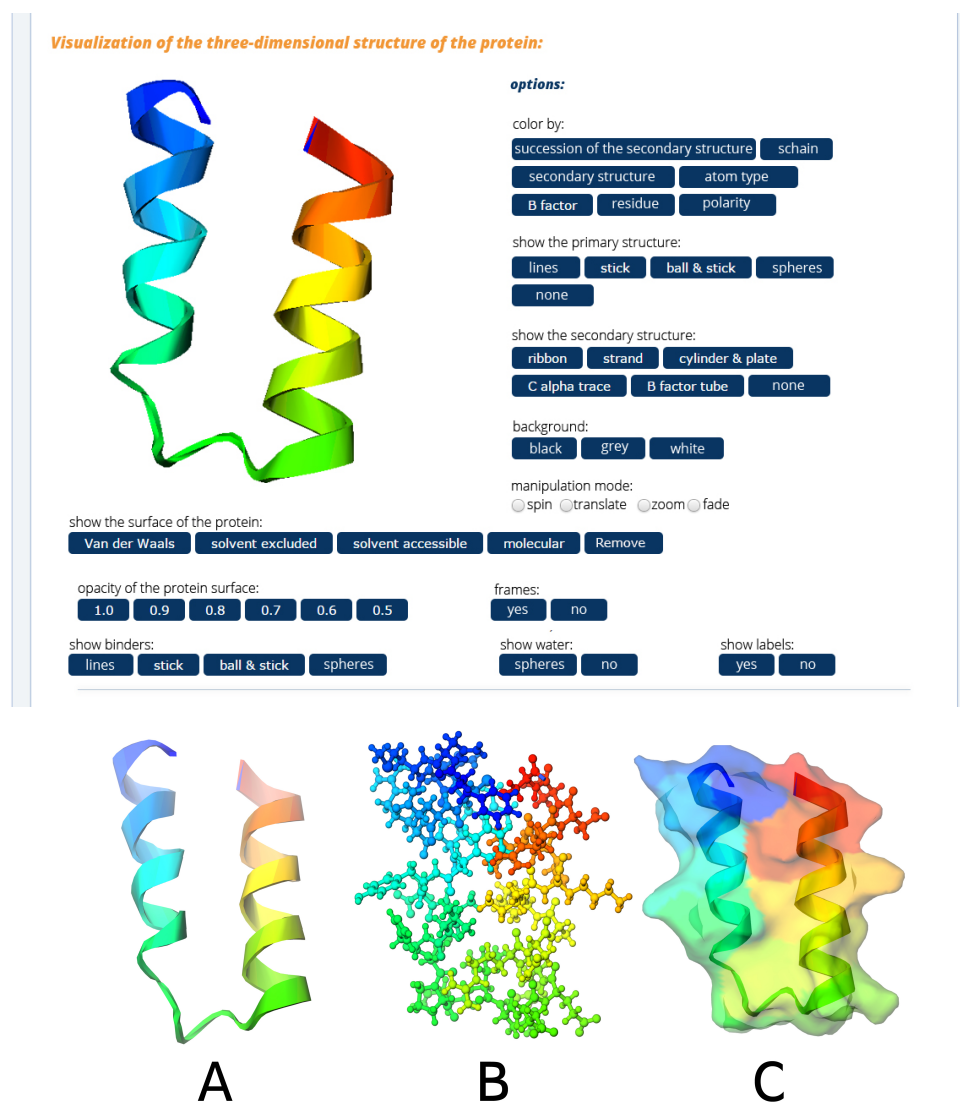 Visualization of the three-dimensional structure of the protein:
options:
color by:
succession of the secondary structure schain
secondary structure atom type
B factor residue polarity
show the primary structure:
lines stick ball & stick spheres
none
show the secondary structure:
ribbon strand cylinder & plate
C alpha trace B factor tube none
background:
black grey white
manipulation mode:
spin translate zoom fade
show the surface of the protein:
Van der Waals solvent excluded solvent accessible molecular Remove
opacity of the protein surface: frames:
1.0 0.9 0.8 0.7 0.6 0.5 yes no
show binders: show water: show labels:
lines stick ball & stick spheres spheres no yes no
A B C